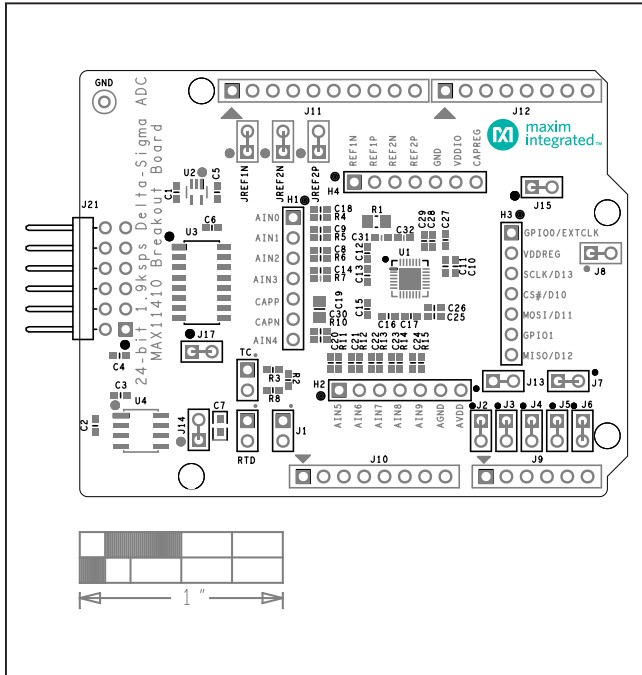 GND
J11
J12
maxim
integrated™
JREF1N
JREF2N
JREF2P
REF1N
REF1P
REF2N
REF2P
GND
VDDIO
CAPREG
H4
J15
J21
24-bit 1.9ksps Delta-Sigma ADC
MAX11410 Breakout Board
C1
U2
C5
C6
U3
H1
AIN0
AIN1
AIN2
AIN3
CAPP
CAPN
AIN4
C18
R4
C9
R5
C8
R6
C14
R7
C19
C30
R10
R1
C31
C32
C29
C28
C27
C12
C13
C15
U1
C10
C11
C26
C25
C16
C17
H3
GPIO0/EXTCLK
VDDREG
SCLK/D13
CS#/D10
MOSI/D11
GPIO1
MISO/D12
J8
J17
C4
C3
U4
C2
J14
C7
TC
R3
R2
R8
RTD
J1
C20
R11
C21
R12
C22
R13
C23
R14
C24
R15
H2
AIN5
AIN6
AIN7
AIN8
AIN9
AGND
AVDD
J13
J7
J2
J3
J4
J5
J6
J10
J9
1 "